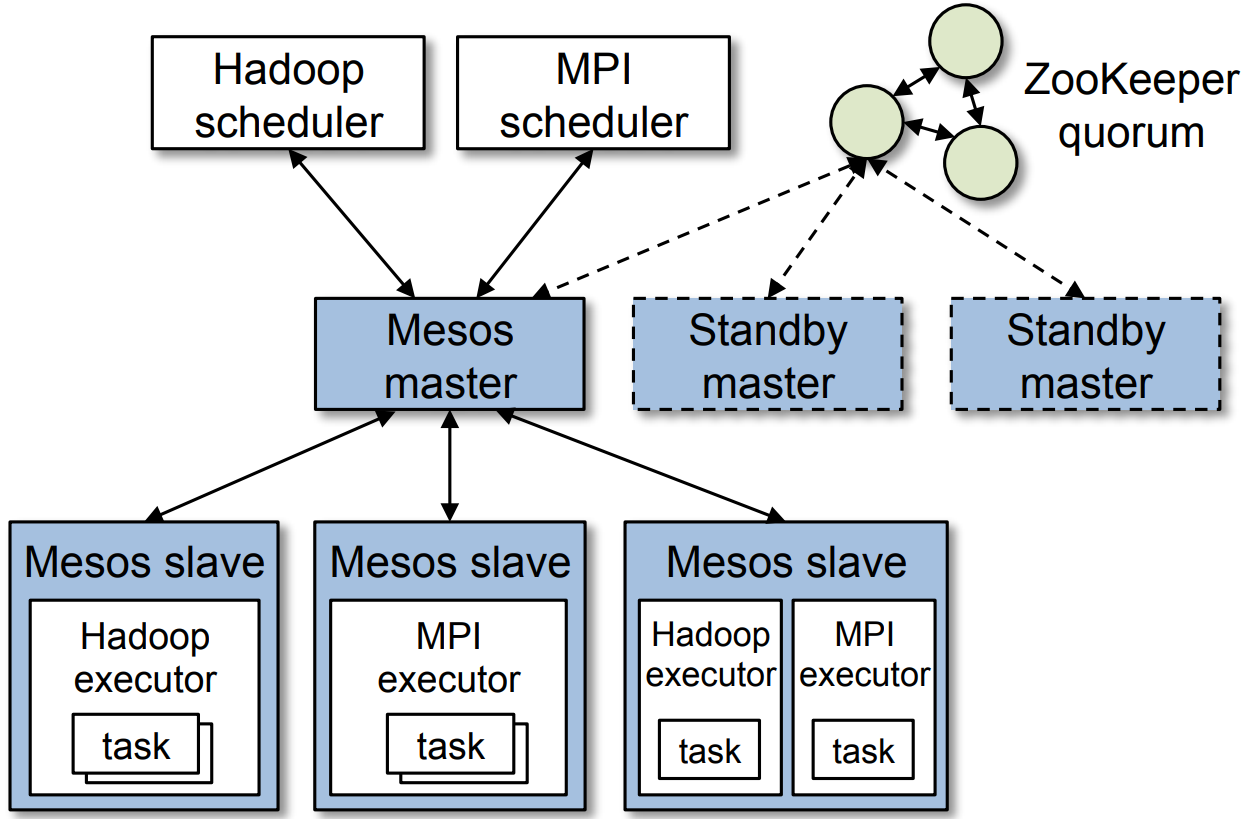 Hadoop
scheduler
MPI
scheduler
ZooKeeper
quorum
Mesos
master
Standby
master
Standby
master
Mesos slave
Hadoop
executor
task
Mesos slave
MPI
executor
task
Mesos slave
Hadoop
executor
task
MPI
executor
task